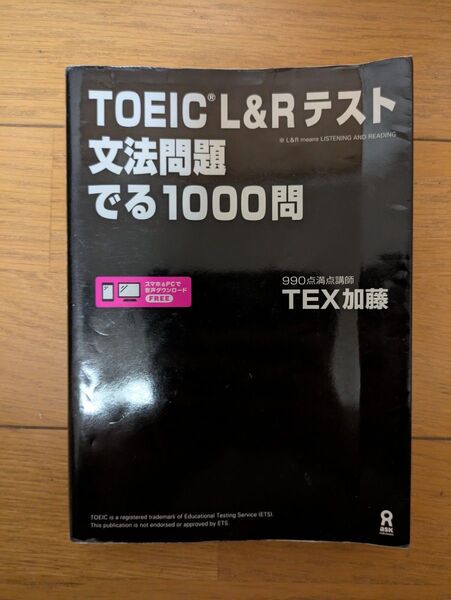 TOEIC® L&Rテスト
※ L&R means LISTENING AND READING
文法問題
でる1000問
スマホ&PCで
音声ダウンロード
FREE
990点満点講師
TEX加藤
TOEIC is a registered trademark of Educational Testing Service (ETS).
This publication is not endorsed or approved by ETS.
ask